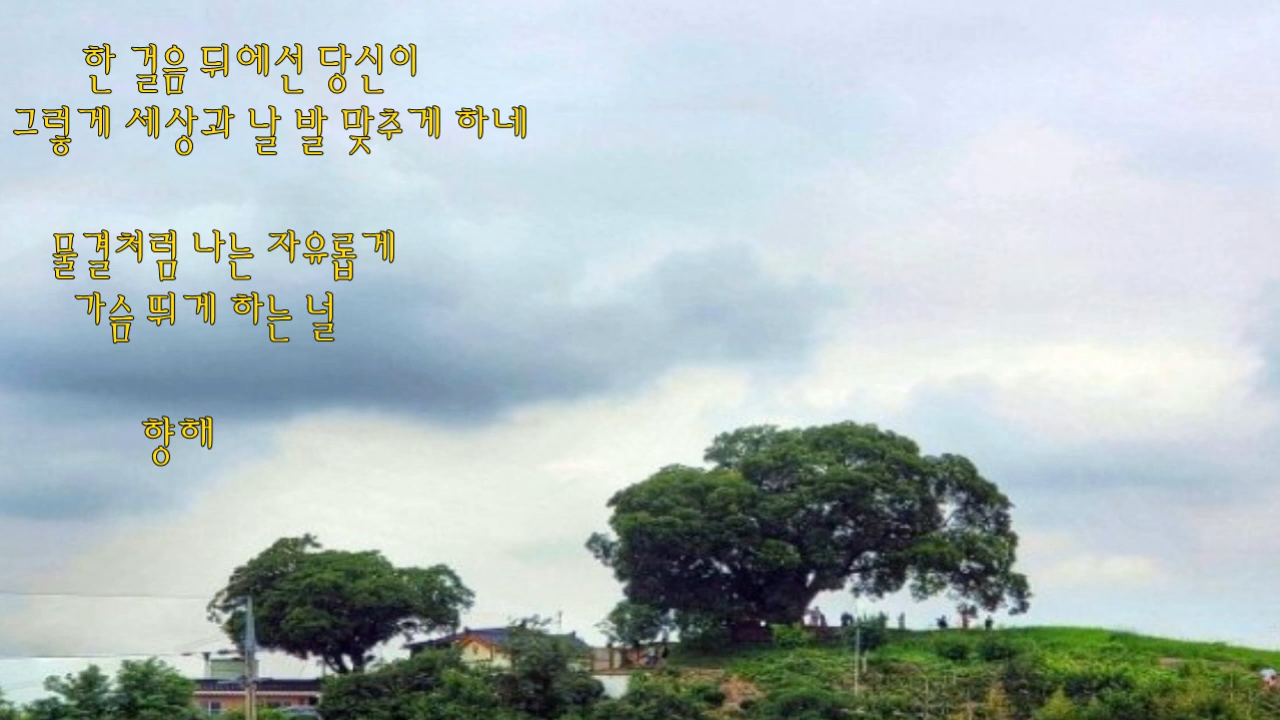 한 걸음 뒤에선 당신이
그렇게 세상과 날 발 맞추게 하네
물결처럼 나는 자유롭게
가슴 뛰게 하는 널
향해